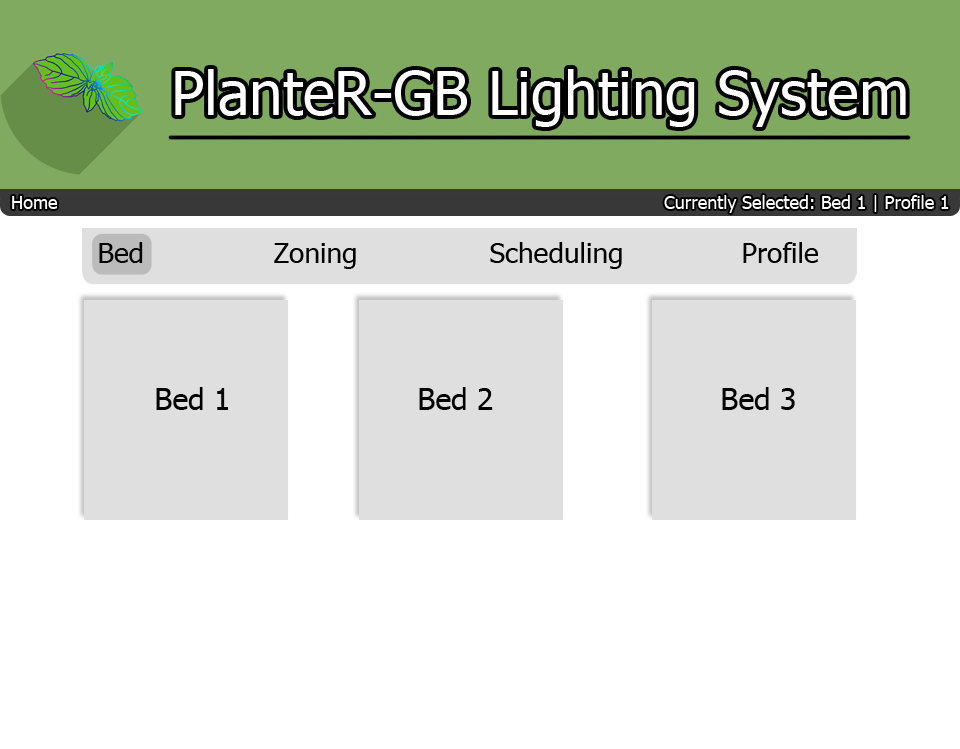 PlanteR-GB Lighting System
Home
Currently Selected: Bed 1 | Profile 1
Bed
Zoning
Scheduling
Profile
Bed 1
Bed 2
Bed 3